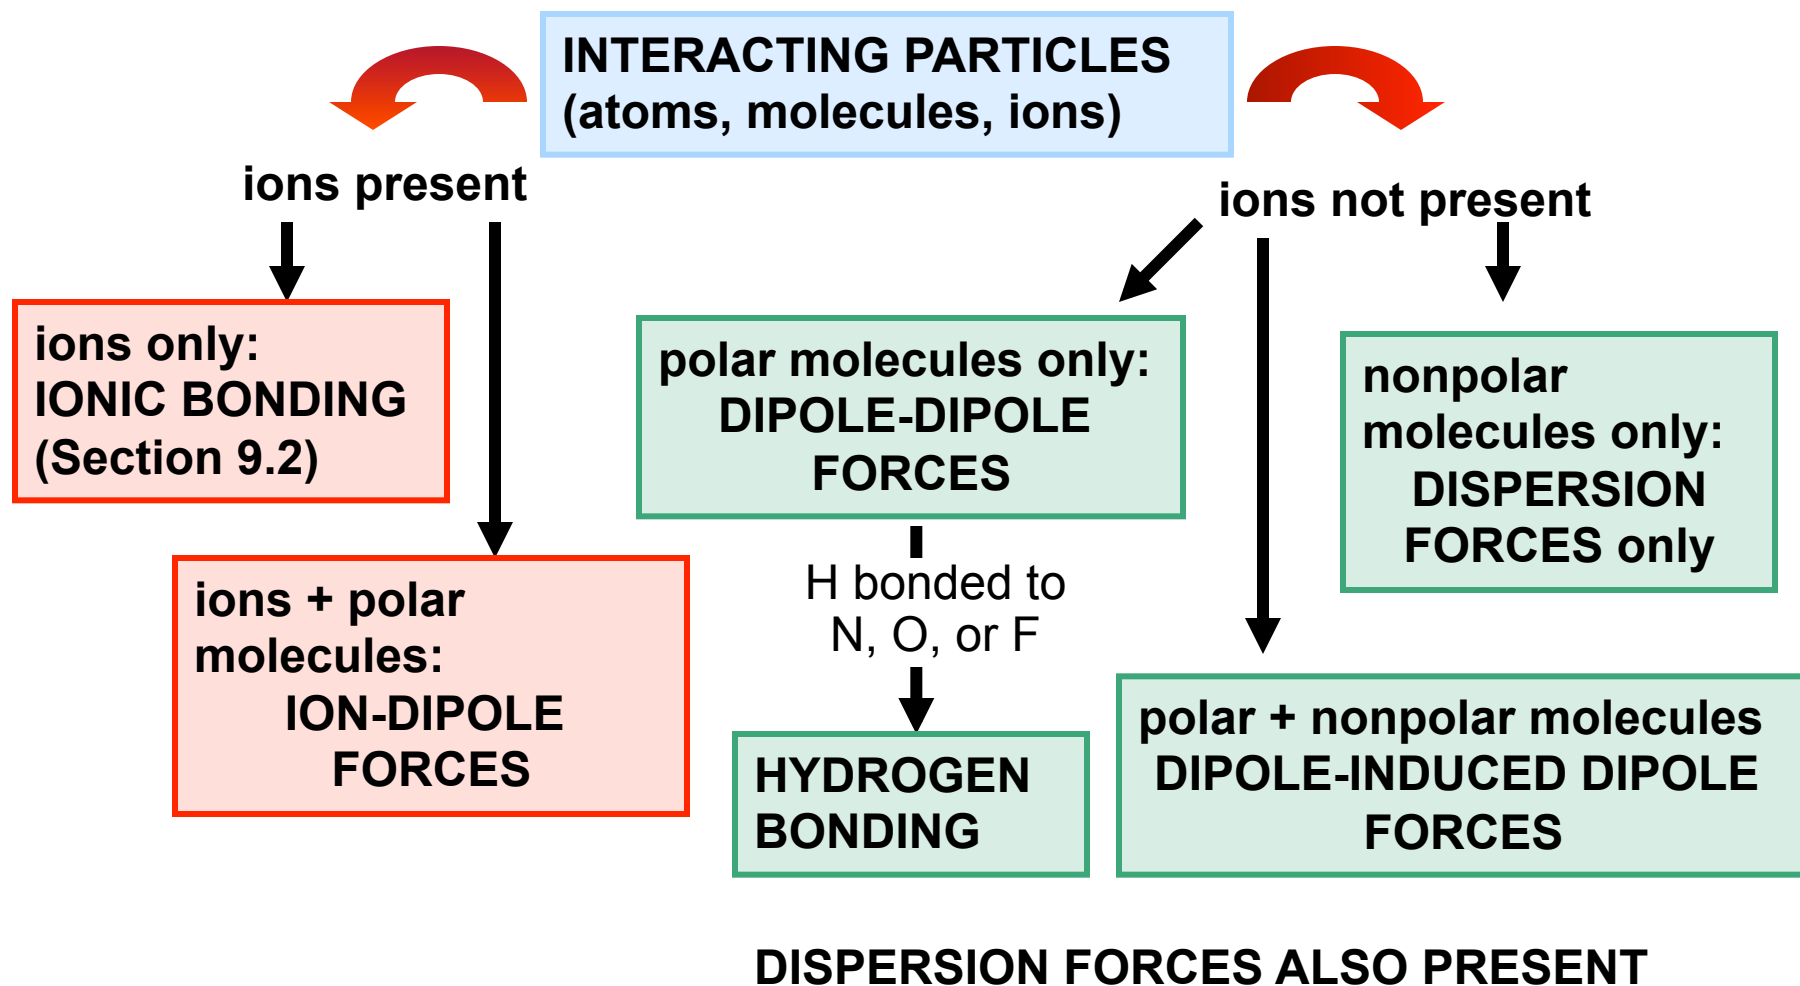 INTERACTING PARTICLES
(atoms, molecules, ions)
ions present
ions not present
ions only:
IONIC BONDING
(Section 9.2)
polar molecules only:
DIPOLE-DIPOLE
FORCES
nonpolar
molecules only:
DISPERSION
FORCES only
ions + polar
molecules:
ION-DIPOLE
FORCES
H bonded to
N, O, or F
HYDROGEN
BONDING
polar + nonpolar molecules
DIPOLE-INDUCED DIPOLE
FORCES
DISPERSION FORCES ALSO PRESENT